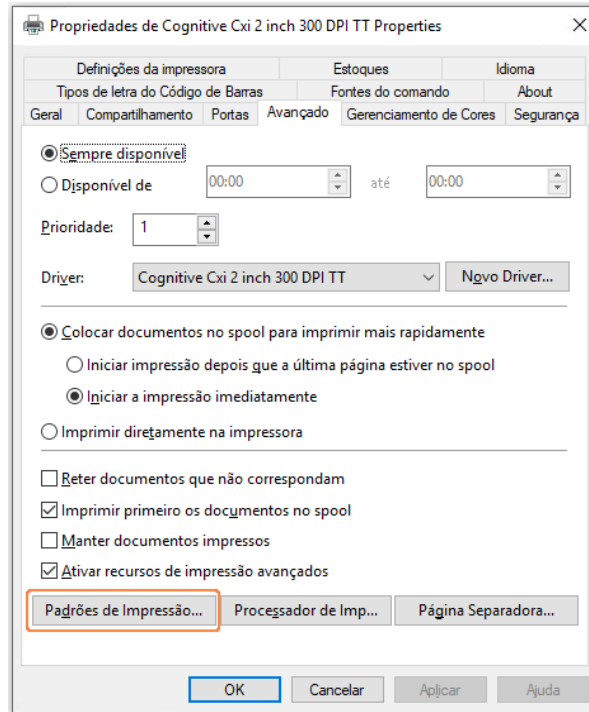 Propriedades de Cognitive Cxi 2 inch 300 DPI TT Properties
Definições da impressora Estoques Idioma
Tipos de letra do Código de Barras Fontes do comando About
Geral Compartilhamento Portas Avançado Gerenciamento de Cores Segurança
Sempre disponível
Disponível de 00:00 até 00:00
Prioridade: 1
Driver: Cognitive Cxi 2 inch 300 DPI TT Novo Driver...
Colocar documentos no spool para imprimir mais rapidamente
Iniciar impressão depois que a última página estiver no spool
Iniciar a impressão imediatamente
Imprimir diretamente na impressora
Reter documentos que não correspondam
Imprimir primeiro os documentos no spool
Manter documentos impressos
Ativar recursos de impressão avançados
Padrões de Impressão... Processador de Imp... Página Separadora...
OK Cancelar Aplicar Ajuda